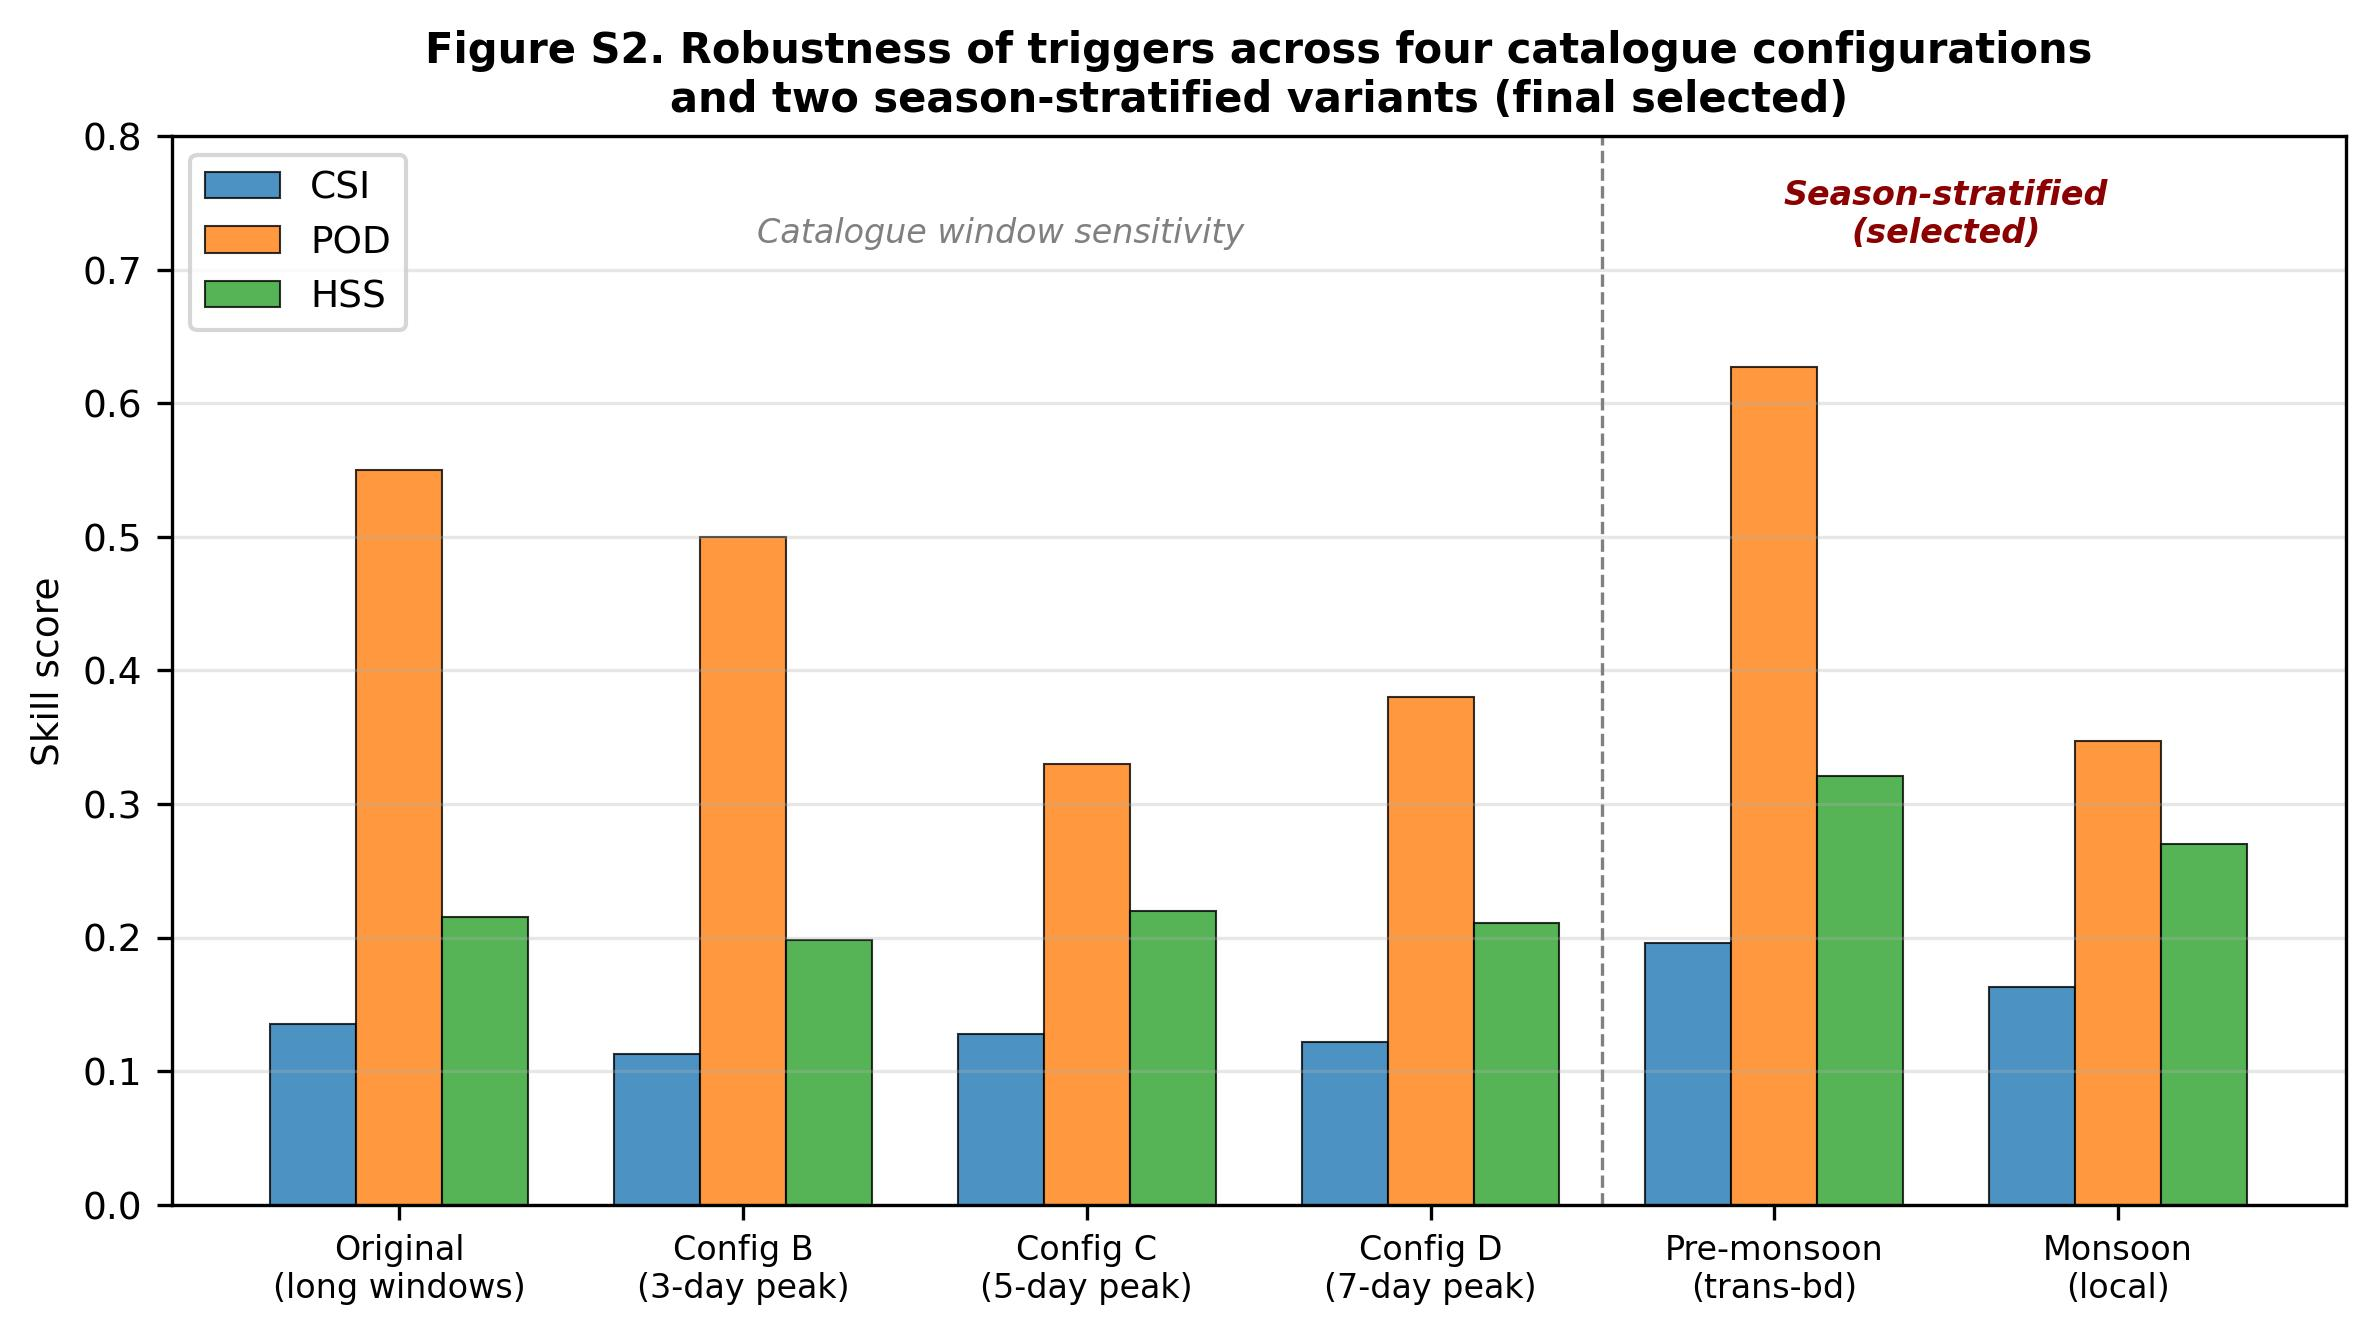 Figure S2. Robustness of triggers across four catalogue configurations
and two season-stratified variants (final selected)
0.8
0.7
0.6
0.5
0.4
0.3
0.2
0.1
0.0
Skill score
CSI
POD
HSS
Catalogue window sensitivity
Season-stratified
(selected)
Original
(long windows)
Config B
(3-day peak)
Config C
(5-day peak)
Config D
(7-day peak)
Pre-monsoon
(trans-bd)
Monsoon
(local)